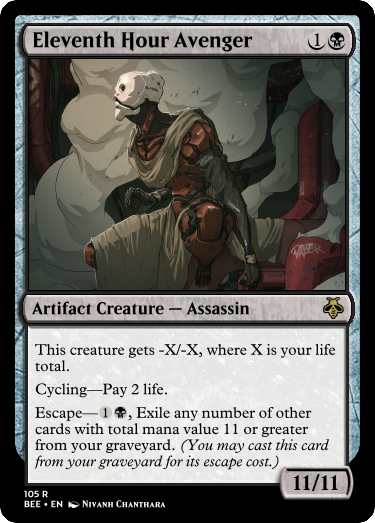 Eleventh Hour Avenger 1
Artifact Creature — Assassin
This creature gets -X/-X, where X is your life
total.
Cycling—Pay 2 life.
Escape—1, Exile any number of other
cards with total mana value 11 or greater
from your graveyard. (You may cast this card
from your graveyard for its escape cost.)
11/11
105 R
BEE • EN Nivanh Chanthara